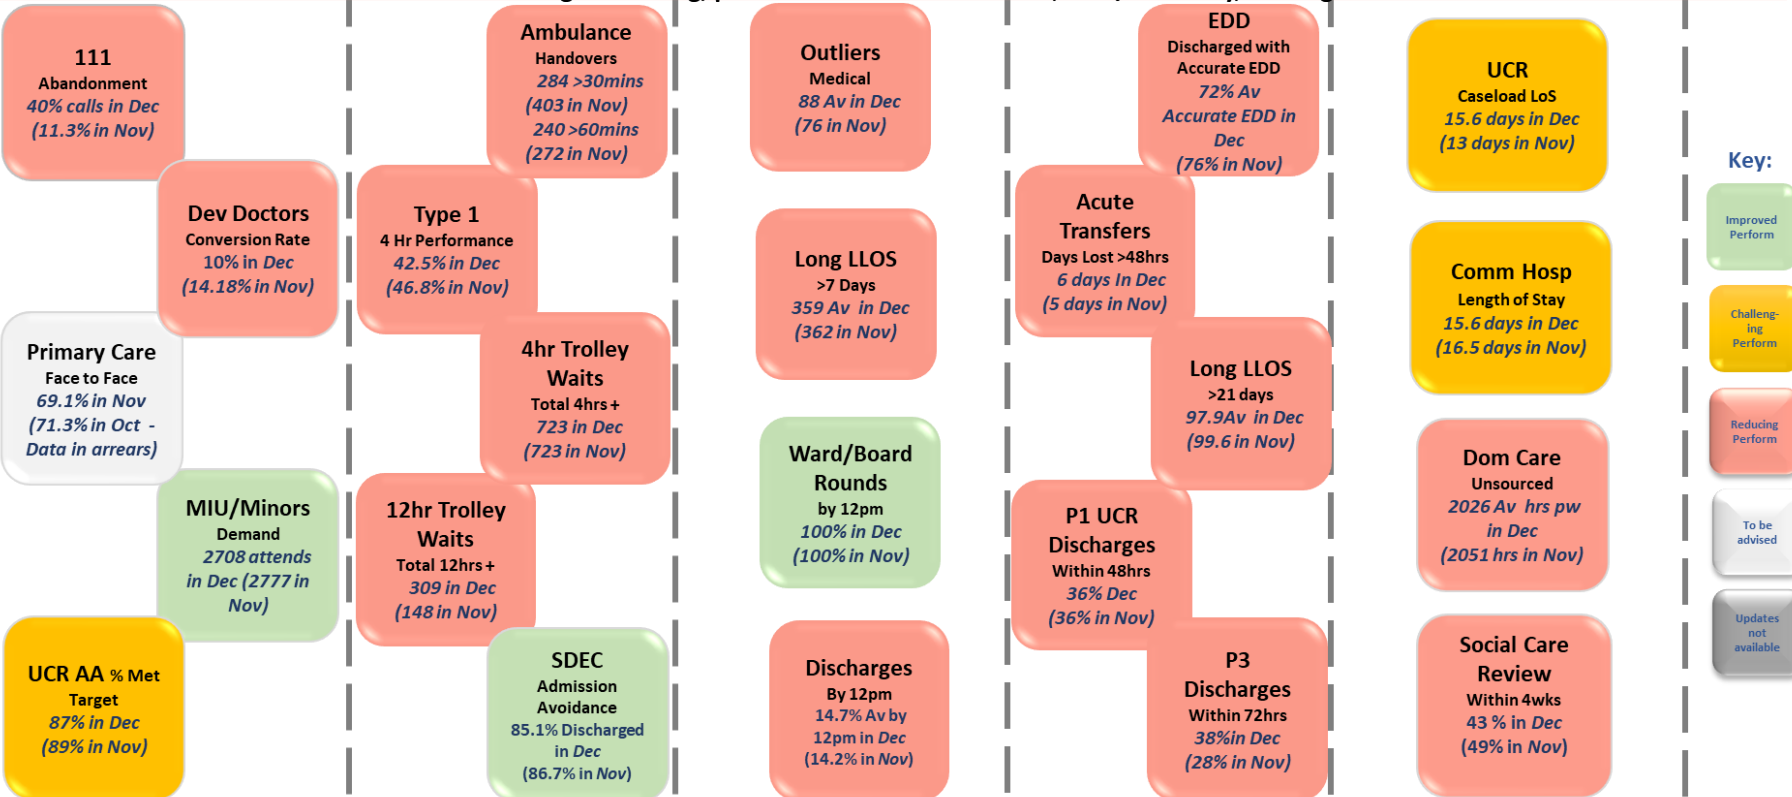 111
Abandonment
40% calls in Dec
(11.3% in Nov)
Dev Doctors
Conversion Rate
10% in Dec
(14.18% in Nov)
Primary Care
Face to Face
69.1% in Nov
(71.3% in Oct -
Data in arrears)
MIU/Minors
Demand
2708 attends
in Dec (2777 in
Nov)
UCR AA % Met
Target
87% in Dec
(89% in Nov)
Ambulance
Handovers
284 >30mins
(403 in Nov)
240 >60mins
(272 in Nov)
Type 1
4 Hr Performance
42.5% in Dec
(46.8% in Nov)
4hr Trolley
Waits
Total 4hrs +
723 in Dec
(723 in Nov)
12hr Trolley
Waits
Total 12hrs +
309 in Dec
(148 in Nov)
SDEC
Admission
Avoidance
85.1% Discharged
in Dec
(86.7% in Nov)
Outliers
Medical
88 Av in Dec
(76 in Nov)
Long LLOS
>7 Days
359 Av in Dec
(362 in Nov)
Ward/Board
Rounds
by 12pm
100% in Dec
(100% in Nov)
Discharges
By 12pm
14.7% Av by
12pm in Dec
(14.2% in Nov)
EDD
Discharged with
Accurate EDD
72% Av
Accurate EDD in
Dec
(76% in Nov)
Acute
Transfers
Days Lost >48hrs
6 days In Dec
(5 days in Nov)
Long LLOS
>21 days
97.9Av in Dec
(99.6 in Nov)
P1 UCR
Discharges
Within 48hrs
36% Dec
(36% in Nov)
P3
Discharges
Within 72hrs
38%in Dec
(28% in Nov)
UCR
Caseload LoS
15.6 days in Dec
(13 days in Nov)
Comm Hosp
Length of Stay
15.6 days in Dec
(16.5 days in Nov)
Dom Care
Unsourced
2026 Av hrs pw
in Dec
(2051 hrs in Nov)
Social Care
Review
Within 4wks
43 % in Dec
(49% in Nov)
Key:
Improved
Perform
Challeng-
ing
Perform
Reducing
Perform
To be
advised
Updates
not
available